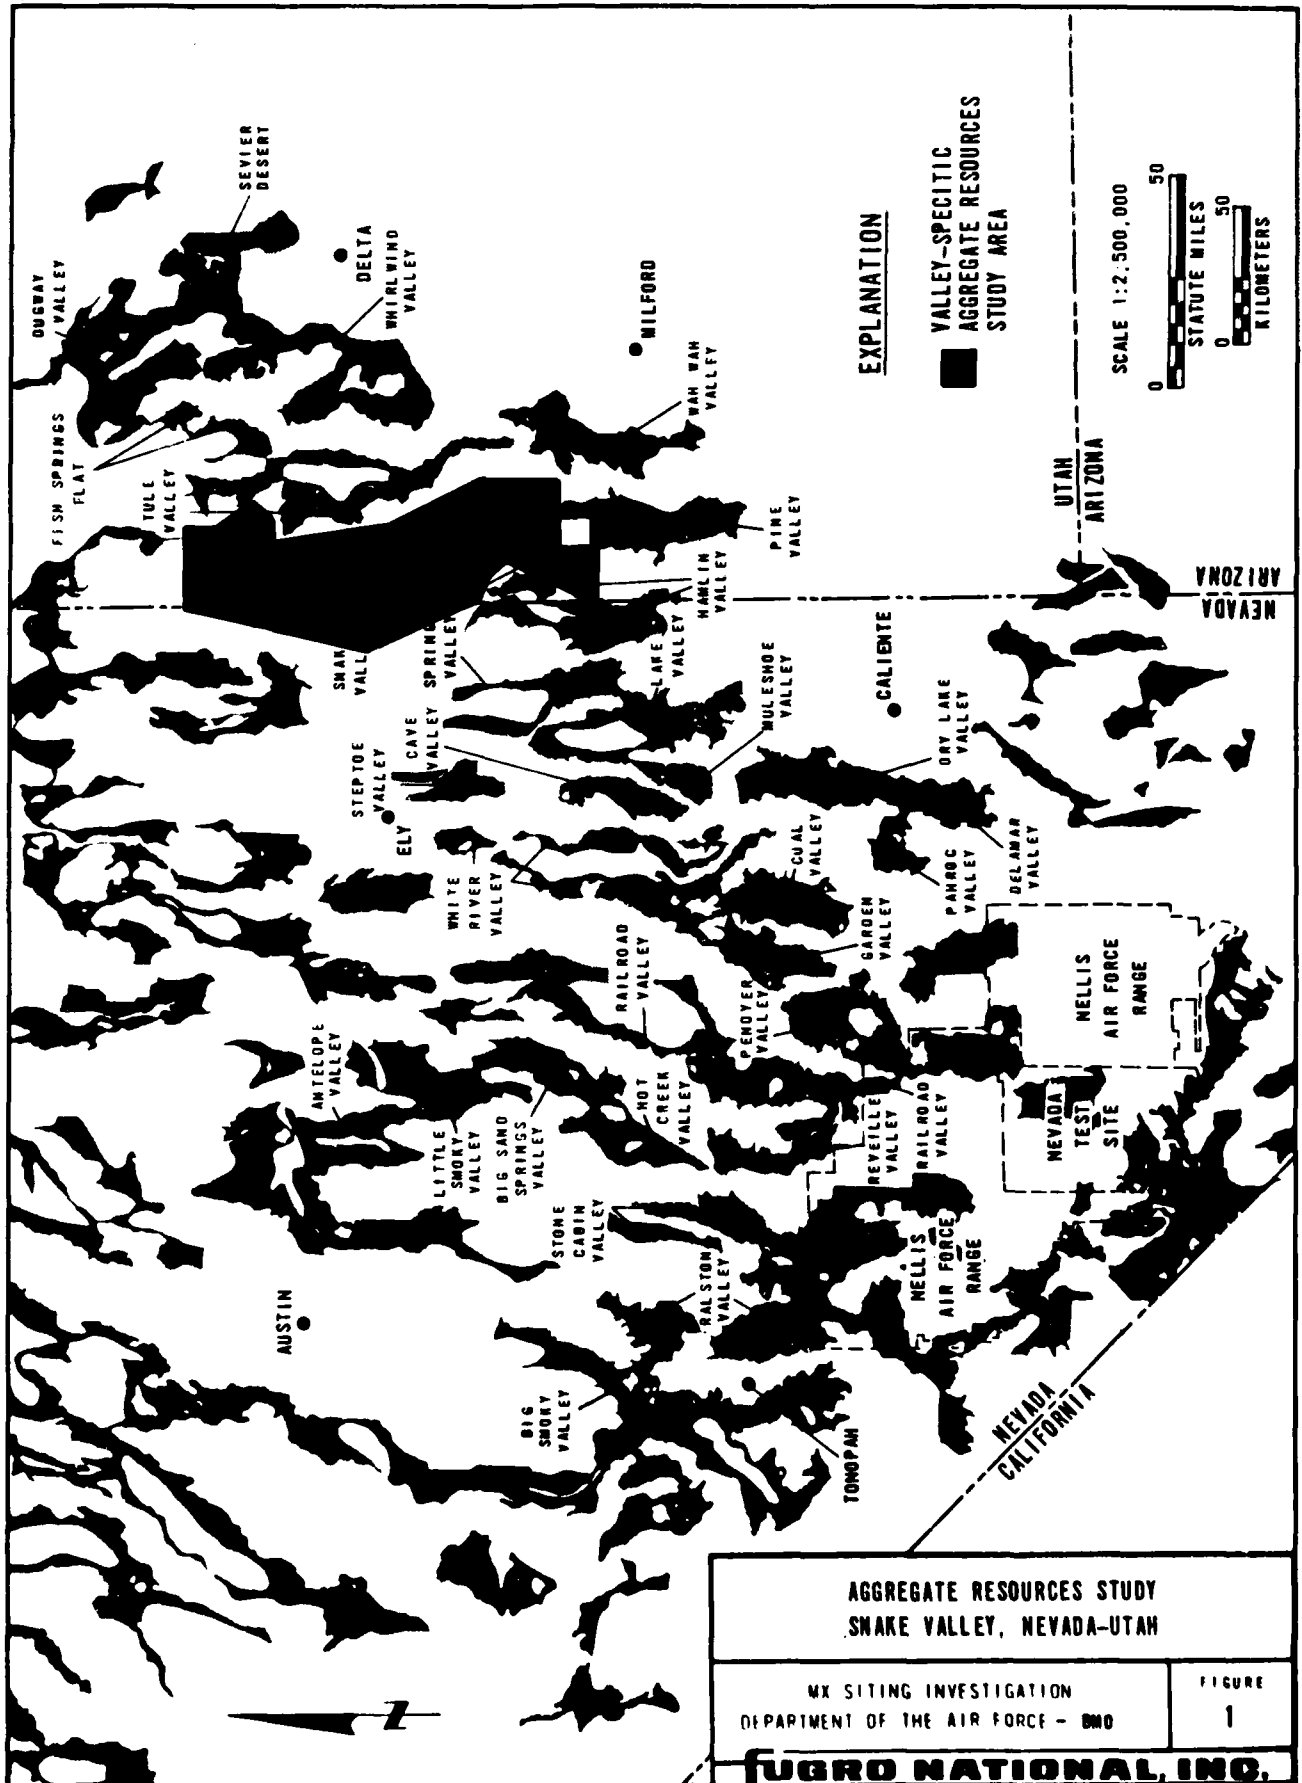 DUGWAY
VALLEY
SEVIER
DESERT
FISH SPRINGS
FLAT
TULE
VALLEY
DELTA
WHIRLWIND
VALLEY
MILFORD
WAH WAH
VALLEY
PINE
VALLEY
HAMLIN
VALLEY
SNAK
VALL
SPRIN
VALLEY
LAKE
VALLEY
CAVE
VALLEY
MULESHOE
VALLEY
STEPTOE
VALLEY
ELY
CALIENTE
DRY LAKE
VALLEY
DELAMAR
VALLEY
PAHROC
VALLEY
WHITE
RIVER
VALLEY
COAL
VALLEY
GARDEN
VALLEY
RAILROAD
VALLEY
PENOYER
VALLEY
ANTELOPE
VALLEY
LITTLE
SMOKY
VALLEY
BIG SAND
SPRINGS
VALLEY
HOT
CREEK
VALLEY
REVEILLE
VALLEY
RAILROAD
VALLEY
STONE
CABIN
VALLEY
RALSTON
VALLEY
AUSTIN
BIG
SMOKY
VALLEY
TONOPAH
NELLIS
AIR FORCE
RANGE
NEVADA
TEST
SITE
NELLIS
AIR FORCE
RANGE
NEVADA
CALIFORNIA
UTAH
ARIZONA
NEVADA
ARIZONA
EXPLANATION
VALLEY-SPECITIC
AGGREGATE RESOURCES
STUDY AREA
SCALE 1:2,500,000
0 50
STATUTE MILES
0 50
KILOMETERS
N
AGGREGATE RESOURCES STUDY
SNAKE VALLEY, NEVADA-UTAH
MX SITING INVESTIGATION
DEPARTMENT OF THE AIR FORCE - BMO
FIGURE
1
FUGRO NATIONAL, INC.